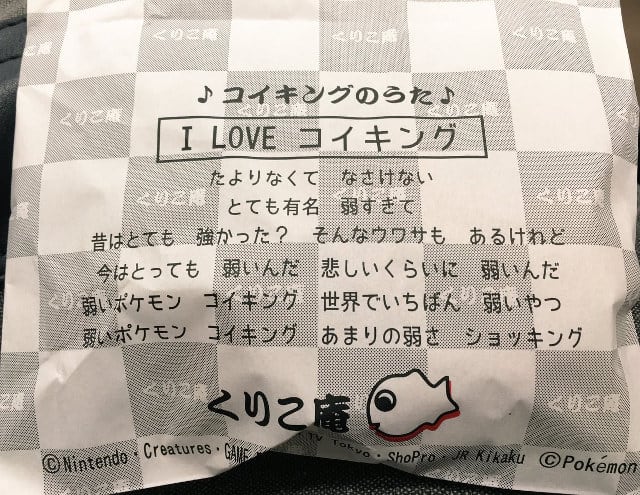 ♪コイキングのうた♪
I LOVE コイキング
たよりなくて なさけない
とても有名 弱すぎて
昔はとても 強かった? そんなウワサも あるけれど
今はとっても 弱いんだ 悲しいくらいに 弱いんだ
弱いポケモン コイキング 世界でいちばん 弱いやつ
弱いポケモン コイキング あまりの弱さ ショッキング
くりこ庵
©Nintendo・Creatures・GAME TV Tokyo・ShoPro・JR Kikaku ©Pokémon